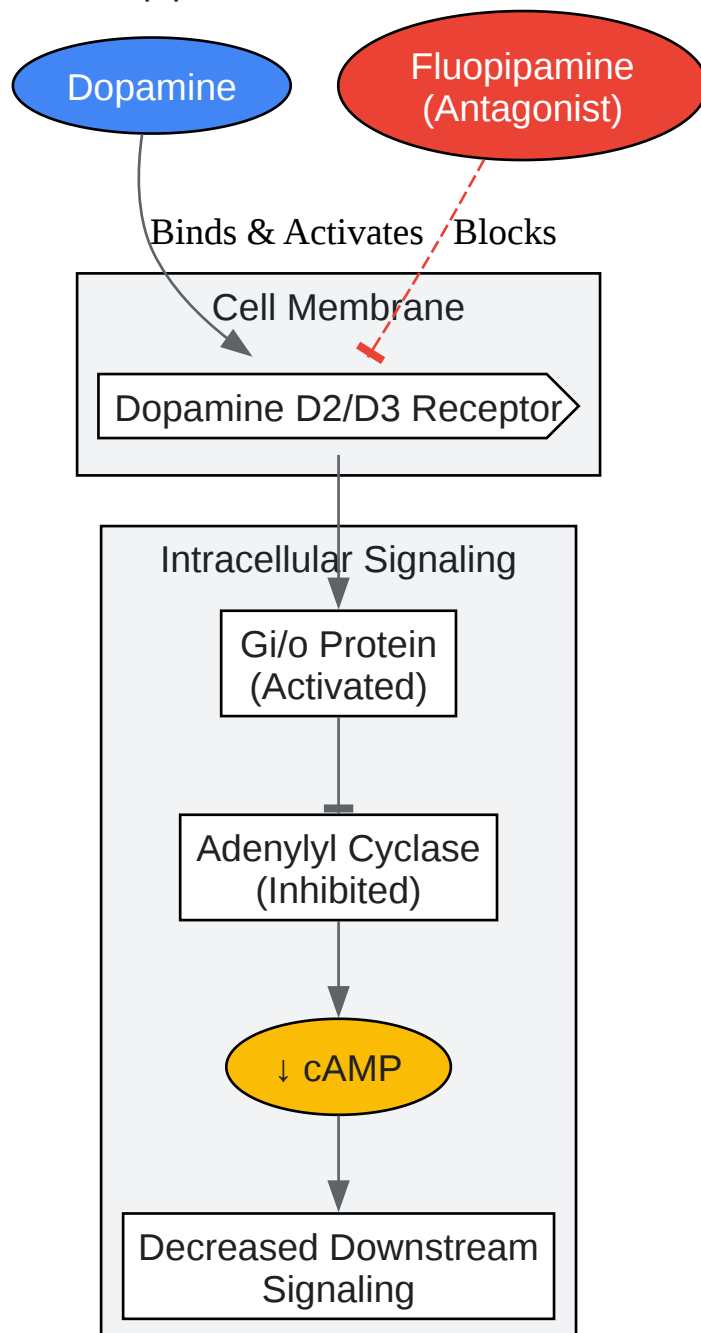 Dopamine
Fluopipamine
(Antagonist)
Binds & Activates
Blocks
Cell Membrane
Dopamine D2/D3 Receptor
Intracellular Signaling
Gi/o Protein
(Activated)
Adenylyl Cyclase
(Inhibited)
↓ cAMP
Decreased Downstream
Signaling